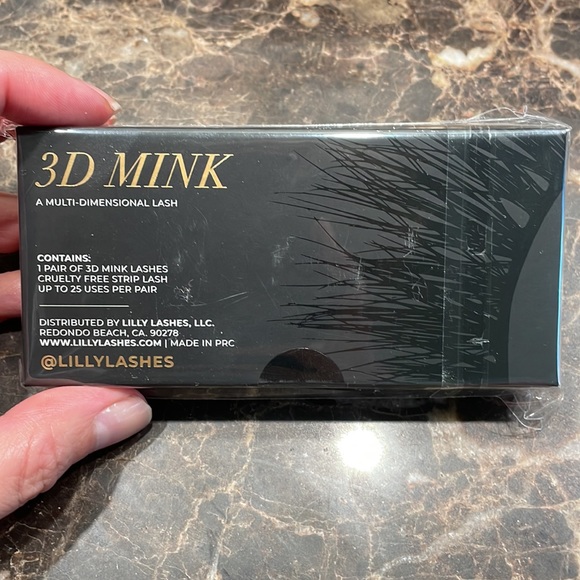 3D MINK
A MULTI-DIMENSIONAL LASH
CONTAINS:
1 PAIR OF 3D MINK LASHES
CRUELTY FREE STRIP LASH
UP TO 25 USES PER PAIR
DISTRIBUTED BY LILLY LASHES, LLC.
REDONDO BEACH, CA. 90278
WWW.LILLYLASHES.COM | MADE IN PRC
@LILLYLASHES